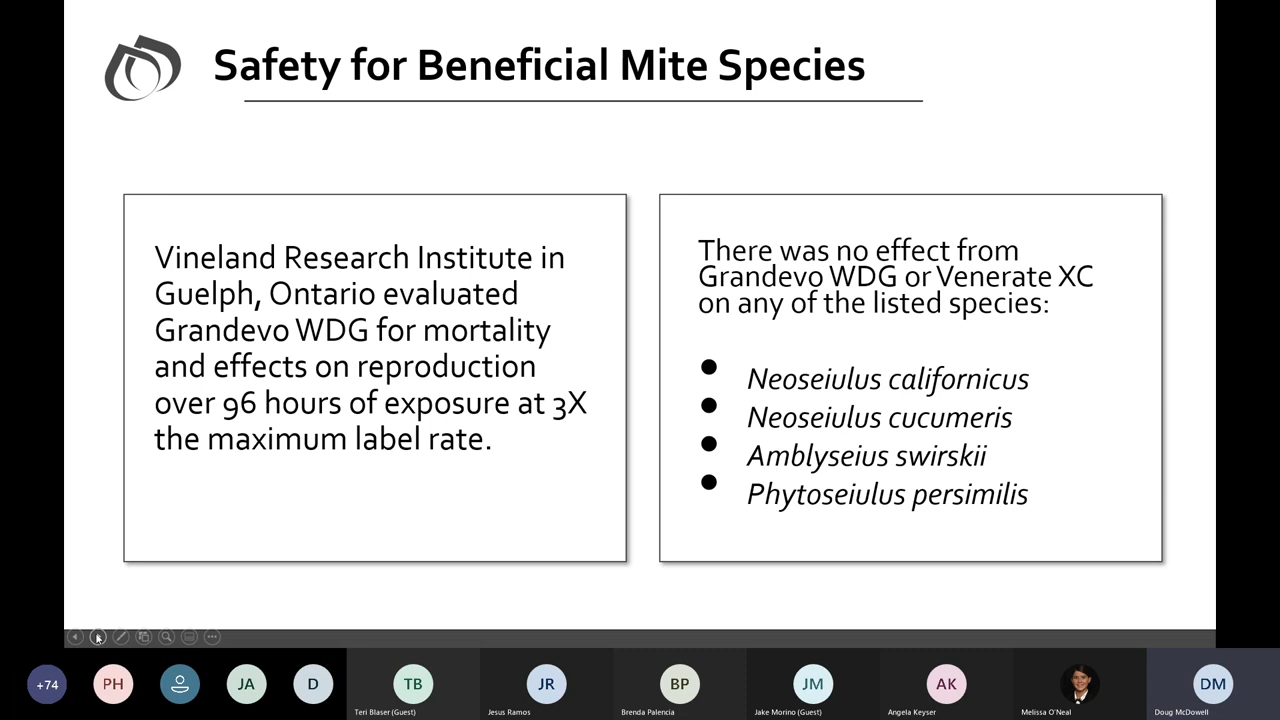 Safety for Beneficial Mite Species
Vineland Research Institute in
Guelph, Ontario evaluated
Grandevo WDG for mortality
and effects on reproduction
over 96 hours of exposure at 3X
the maximum label rate.
There was no effect from
Grandevo WDG or Venerate XC
on any of the listed species:
Neoseiulus californicus
Neoseiulus cucumeris
Amblyseius swirskii
Phytoseiulus persimilis
+74
PH
JA
D
TB
JR
BP
JM
AK
DM
Teri Blaser (Guest)
Jesus Ramos
Brenda Palencia
Jake Morino (Guest)
Angela Keyser
Melissa O'Neal
Doug McDowell